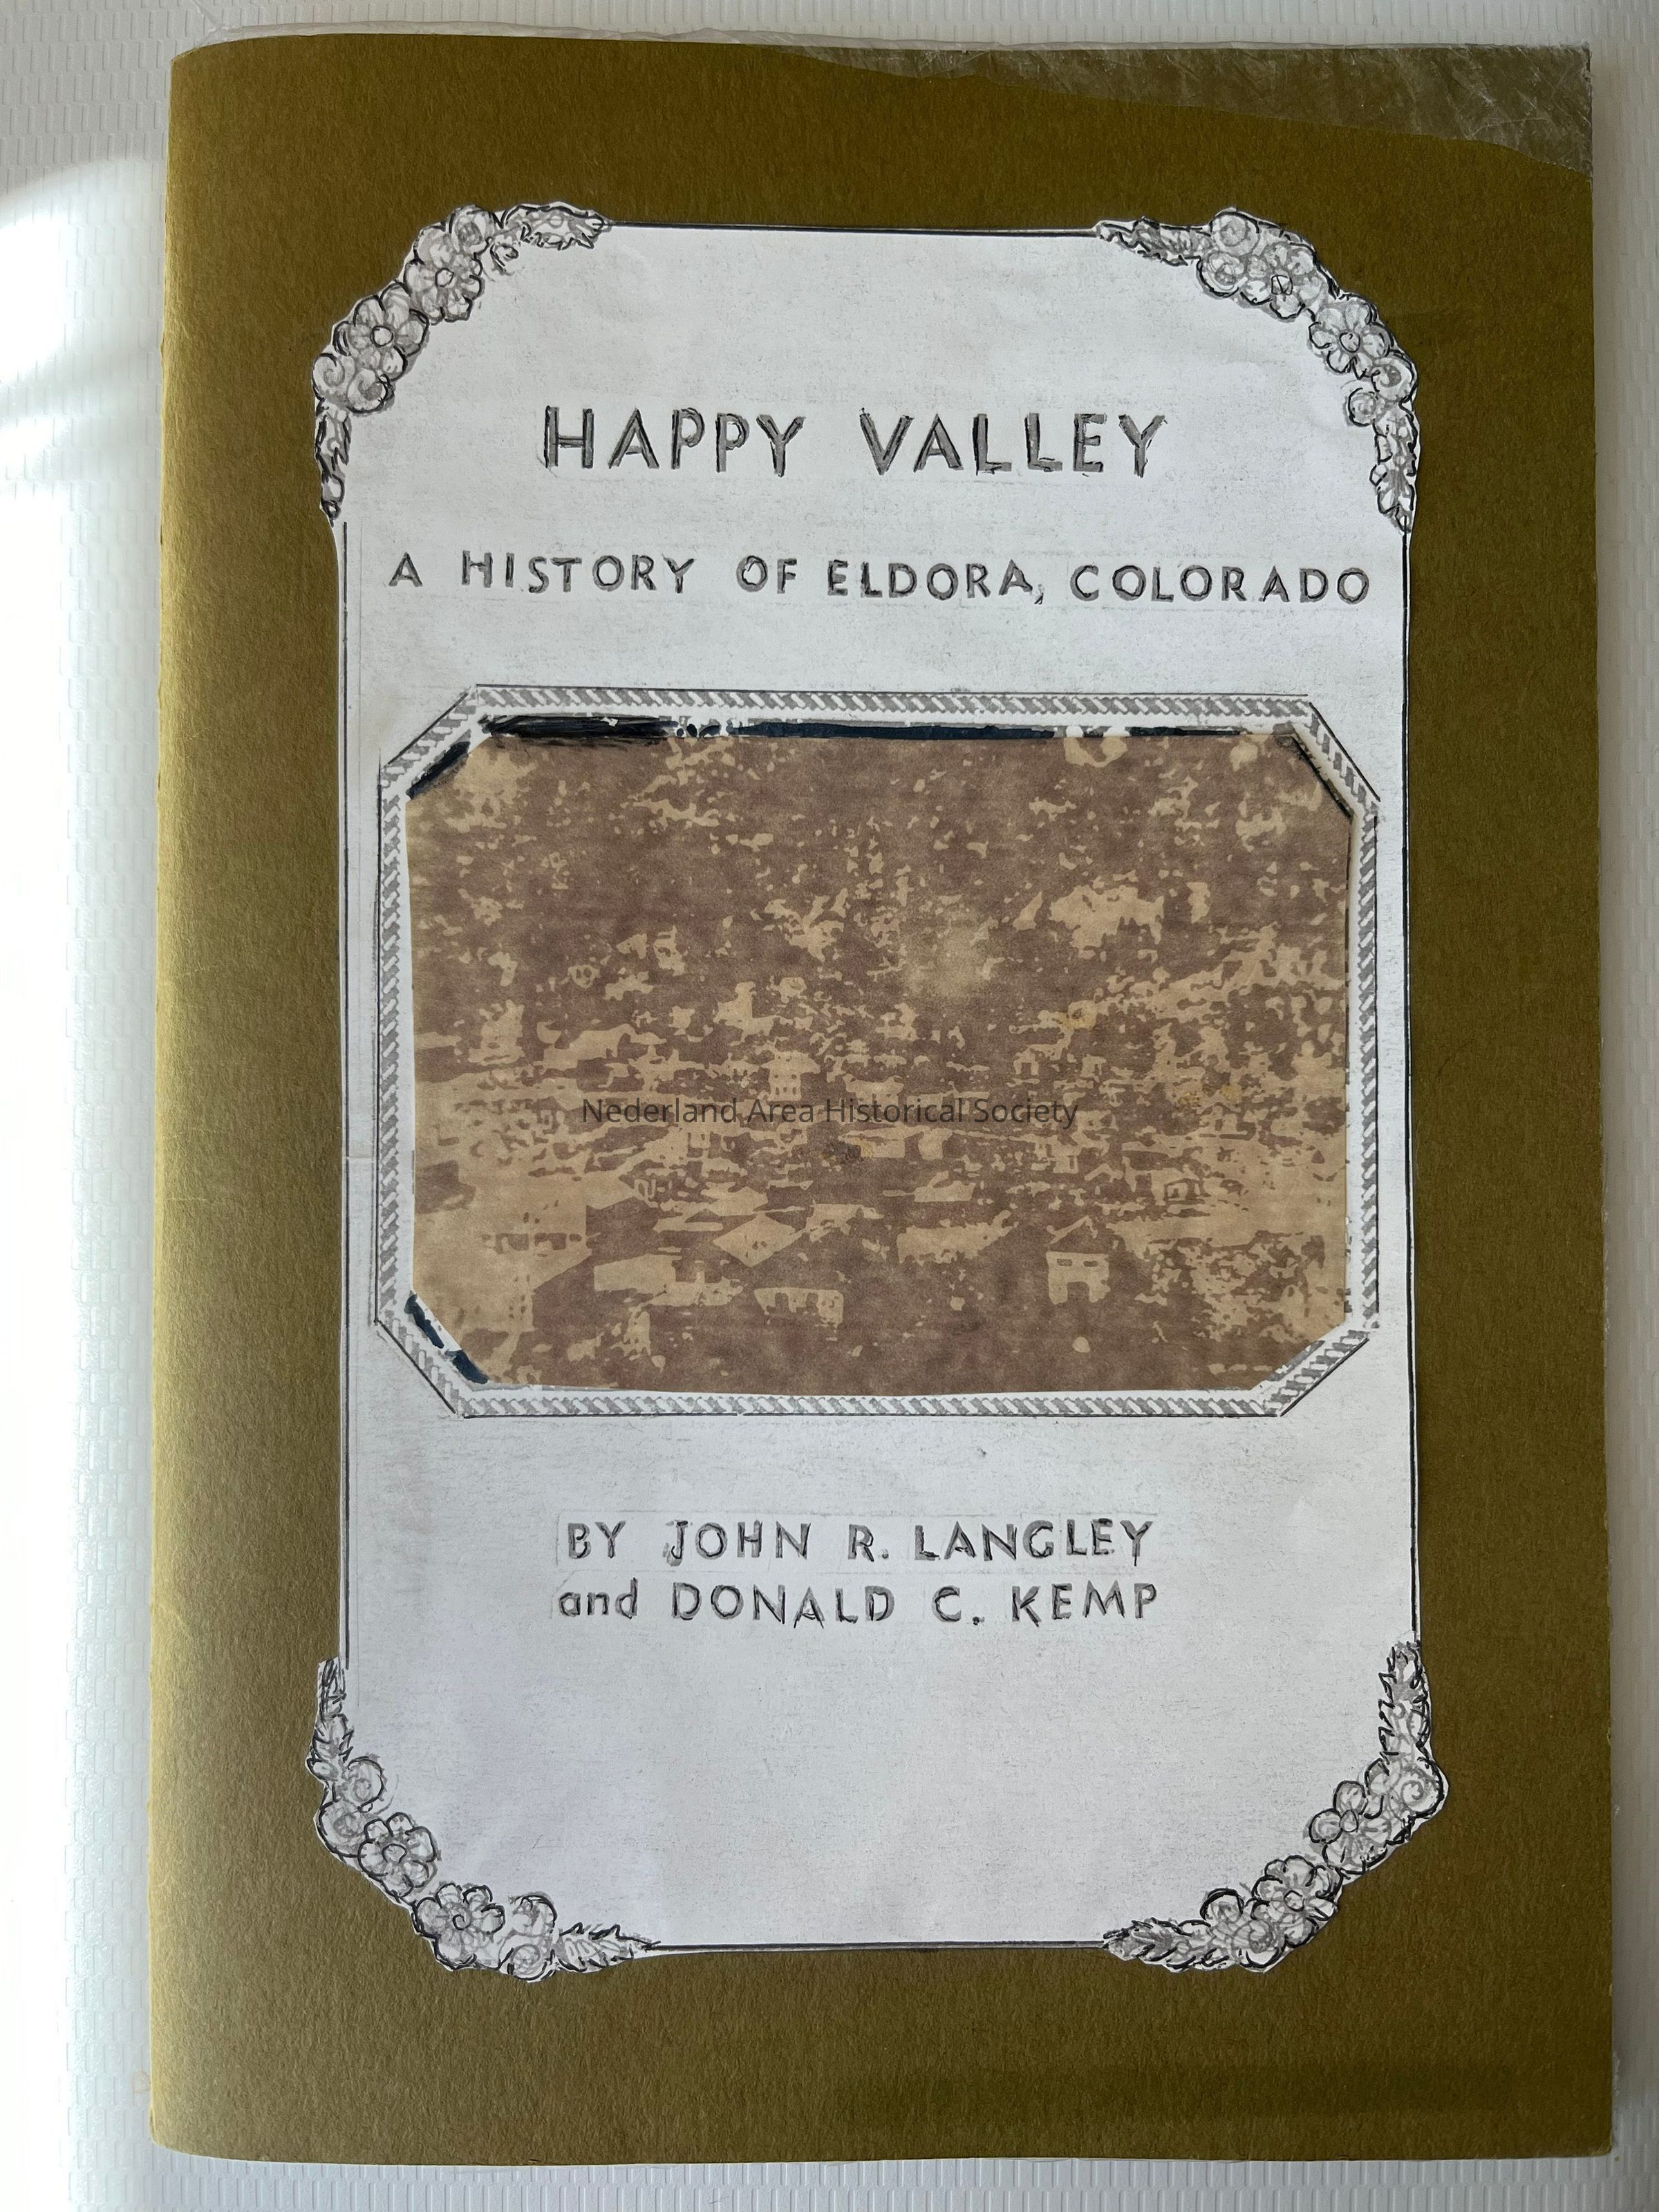 HAPPY VALLEY
A HISTORY OF ELDORA, COLORADO
Nederland Area Historical Society
BY JOHN R. LANGLEY
and DONALD C. KEMP